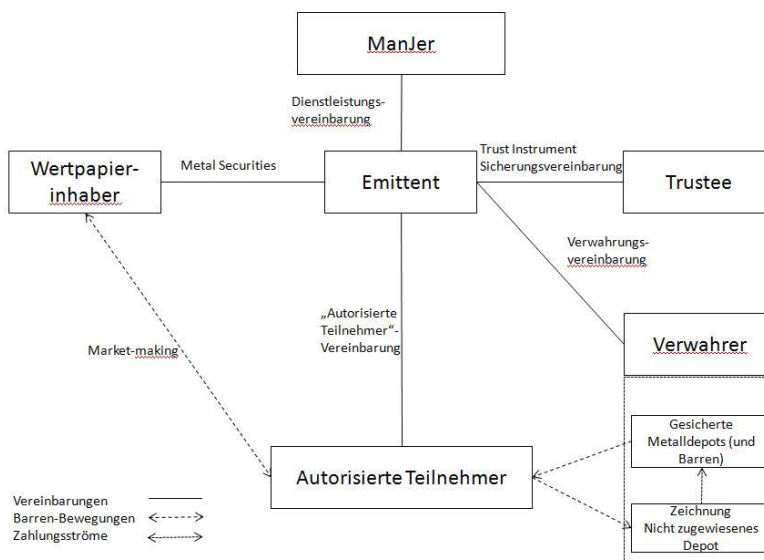 ManJer
Dienstleistungs-
vereinbarung
Wertpapier-
inhaber
Metal Securities
Emittent
Trust Instrument
Sicherungsvereinbarung
Trustee
Verwahrungs-
vereinbarung
„Autorisierte
Teilnehmer“-
Vereinbarung
Market-making
Verwahrer
Gesicherte
Metalldepots (und
Barren)
Autorisierte Teilnehmer
Zeichnung
Nicht zugewiesenes
Depot
Vereinbarungen
Barren-Bewegungen
Zahlungsströme